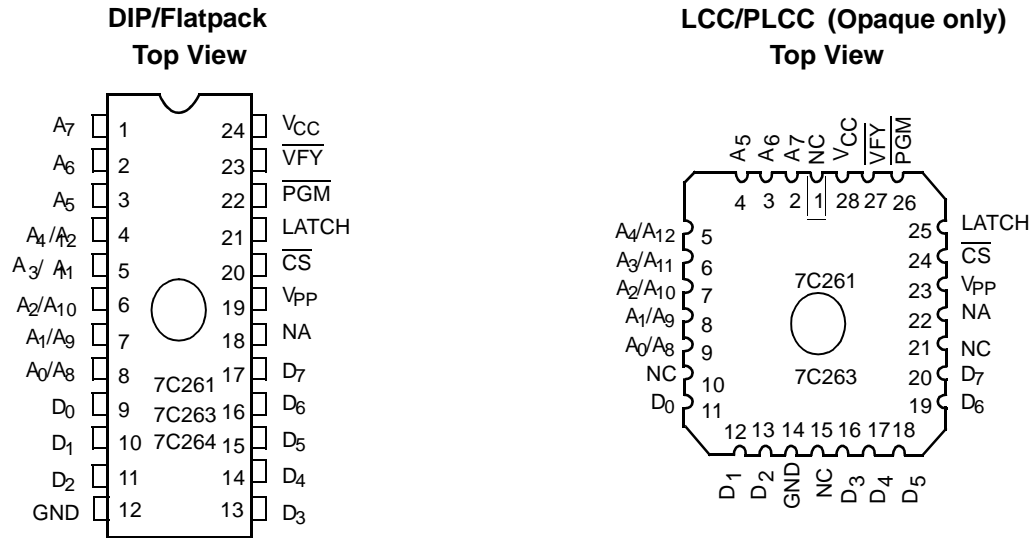 DIP/Flatpack
Top View
A7 1 24 VCC
A6 2 23 VFY
A5 3 22 PGM
A4/A12 4 21 LATCH
A3/A11 5 20 CS
A2/A10 6 19 VPP
A1/A9 7 18 NA
A0/A8 8 7C261 17 D7
D0 9 7C263 16 D6
D1 10 7C264 15 D5
D2 11 14 D4
GND 12 13 D3
LCC/PLCC (Opaque only)
Top View
A5 A6 A7 NC VCC VFY PGM
4 3 2 1 28 27 26
A4/A12 5 25 LATCH
A3/A11 6 24 CS
A2/A10 7 7C261 23 VPP
A1/A9 8 22 NA
A0/A8 9 21 NC
NC 10 7C263 20 D7
D0 11 19 D6
12 13 14 15 16 17 18
D1 D2 GND NC D3 D4 D5